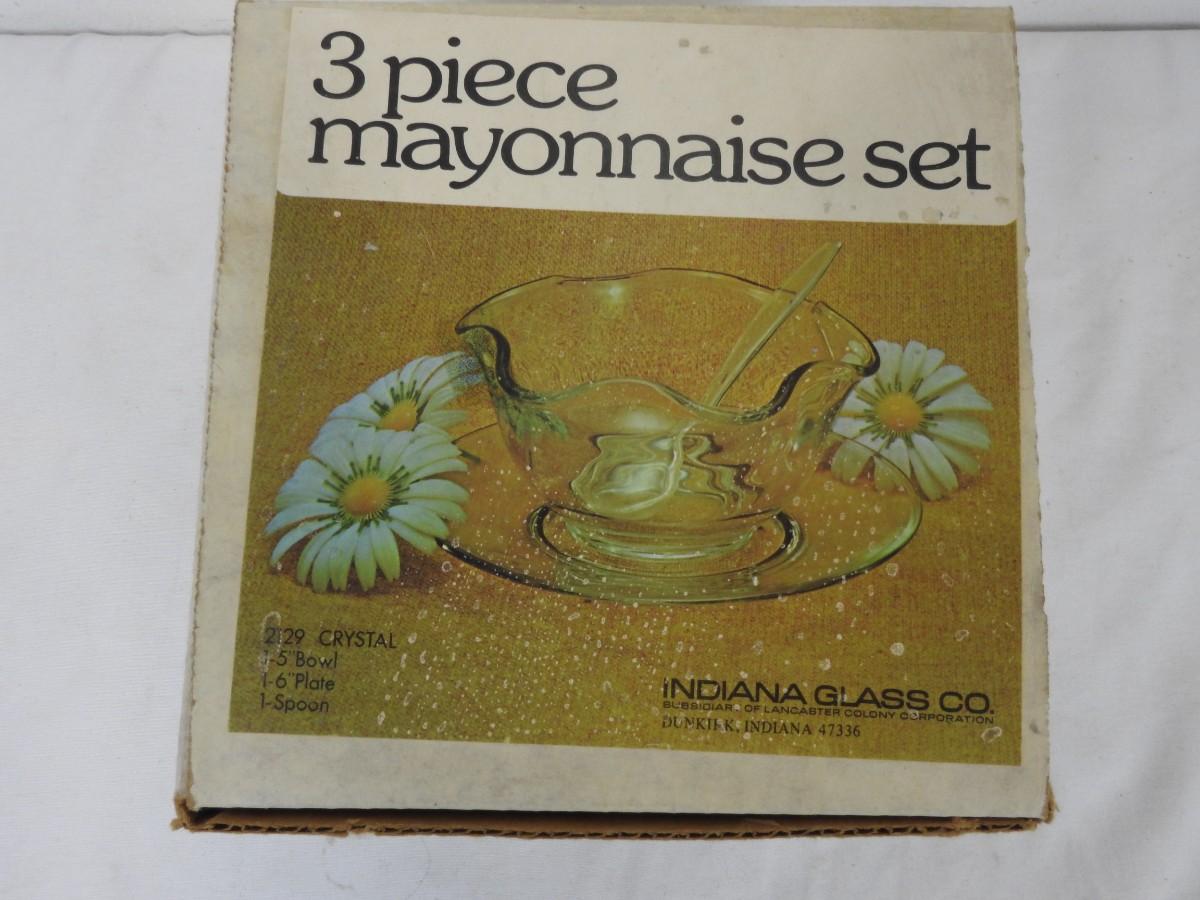 3 piece
mayonnaise set
2129 CRYSTAL
1-5"Bowl
1-6"Plate
1-Spoon
INDIANA GLASS CO.
SUBSIDIARY OF LANCASTER COLONY CORPORATION
DUNKIRK, INDIANA 47336